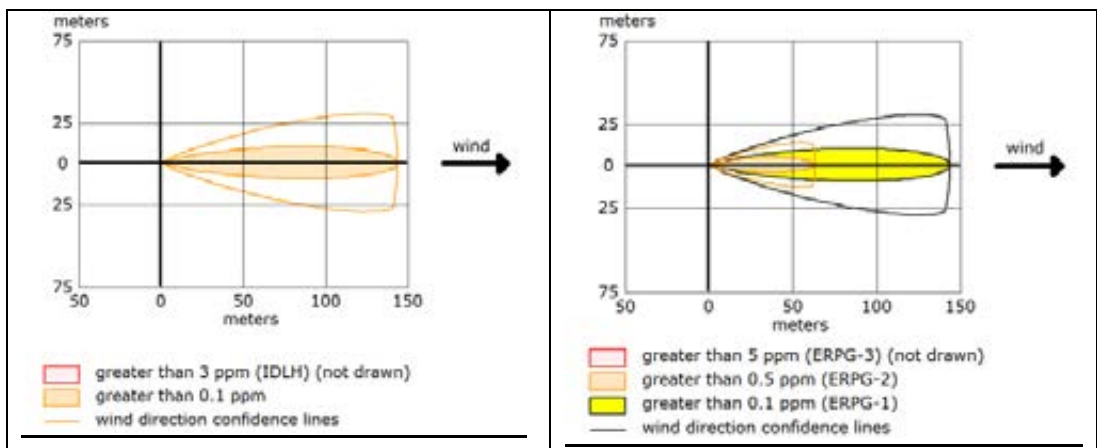 meters
75
25
0
25
75
50 0 50 100 150
meters
wind
greater than 3 ppm (IDLH) (not drawn)
greater than 0.1 ppm
wind direction confidence lines
meters
75
25
0
25
75
50 0 50 100 150
meters
wind
greater than 5 ppm (ERPG-3) (not drawn)
greater than 0.5 ppm (ERPG-2)
greater than 0.1 ppm (ERPG-1)
wind direction confidence lines